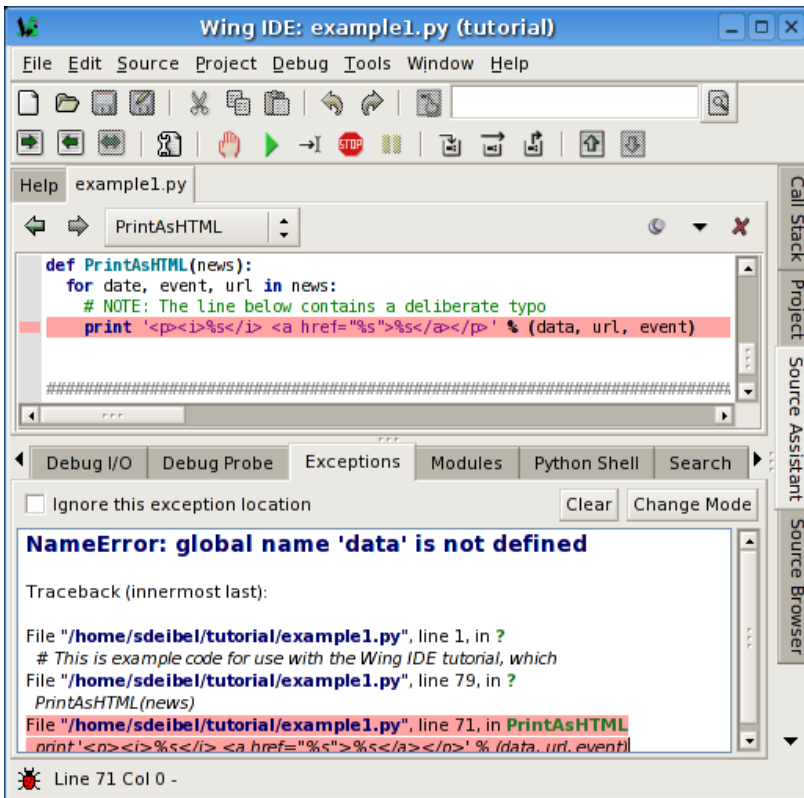 Wing IDE: example1.py (tutorial)
File Edit Source Project Debug Tools Window Help
STOP
Help example1.py
PrintAsHTML
def PrintAsHTML(news):
for date, event, url in news:
# NOTE: The line below contains a deliberate typo
print '<p><i>%s</i> <a href="%s">%s</a></p>' % (data, url, event)
########################################################################
Call Stack
Project
Source Assistant
Source Browser
Debug I/O Debug Probe Exceptions Modules Python Shell Search
Ignore this exception location Clear Change Mode
NameError: global name 'data' is not defined
Traceback (innermost last):
File "/home/sdeibel/tutorial/example1.py", line 1, in ?
# This is example code for use with the Wing IDE tutorial, which
File "/home/sdeibel/tutorial/example1.py", line 79, in ?
PrintAsHTML(news)
File "/home/sdeibel/tutorial/example1.py", line 71, in PrintAsHTML
print '<p><i>%s</i> <a href="%s">%s</a></p>' % (data, url, event)
Line 71 Col 0 -